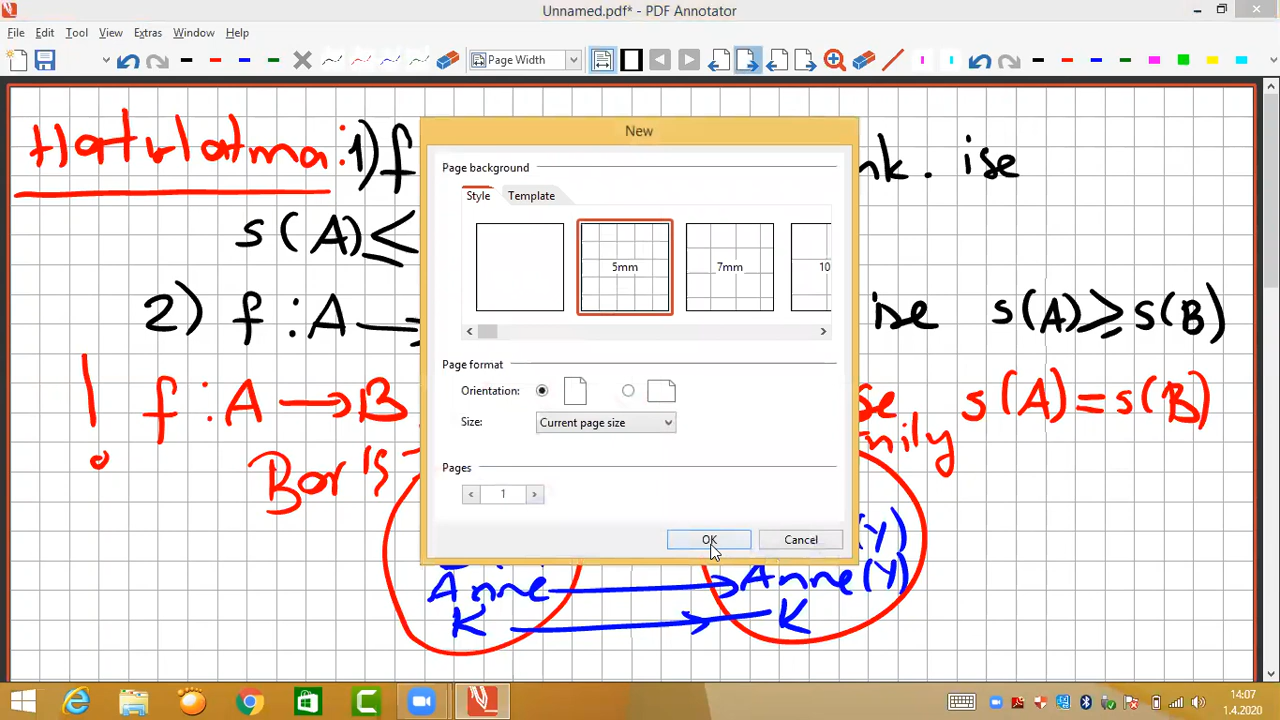 Unnamed.pdf* - PDF Annotator
File Edit Tool View Extras Window Help
Page Width
Hatırlatma: 1) f nk. ise
s(A) ≤
2) f : A → ise s(A) ≥ s(B)
! f : A → B se s(A) = s(B)
Bor's mily
(Y)
Anne → Anne(Y)
K → K
New
Page background
Style Template
5mm 7mm 10
Page format
Orientation:
Size: Current page size
Pages
1
OK Cancel
14:07
1.4.2020